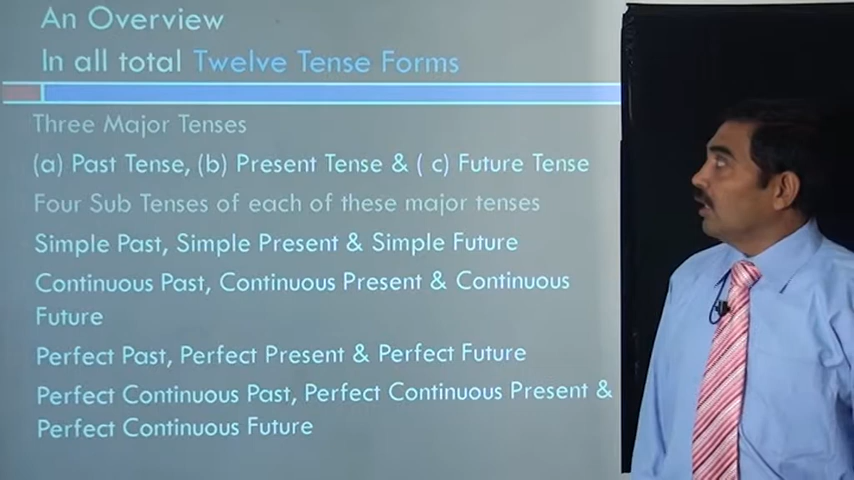 An Overview
In all total Twelve Tense Forms
Three Major Tenses
(a) Past Tense, (b) Present Tense & ( c) Future Tense
Four Sub Tenses of each of these major tenses
Simple Past, Simple Present & Simple Future
Continuous Past, Continuous Present & Continuous
Future
Perfect Past, Perfect Present & Perfect Future
Perfect Continuous Past, Perfect Continuous Present &
Perfect Continuous Future